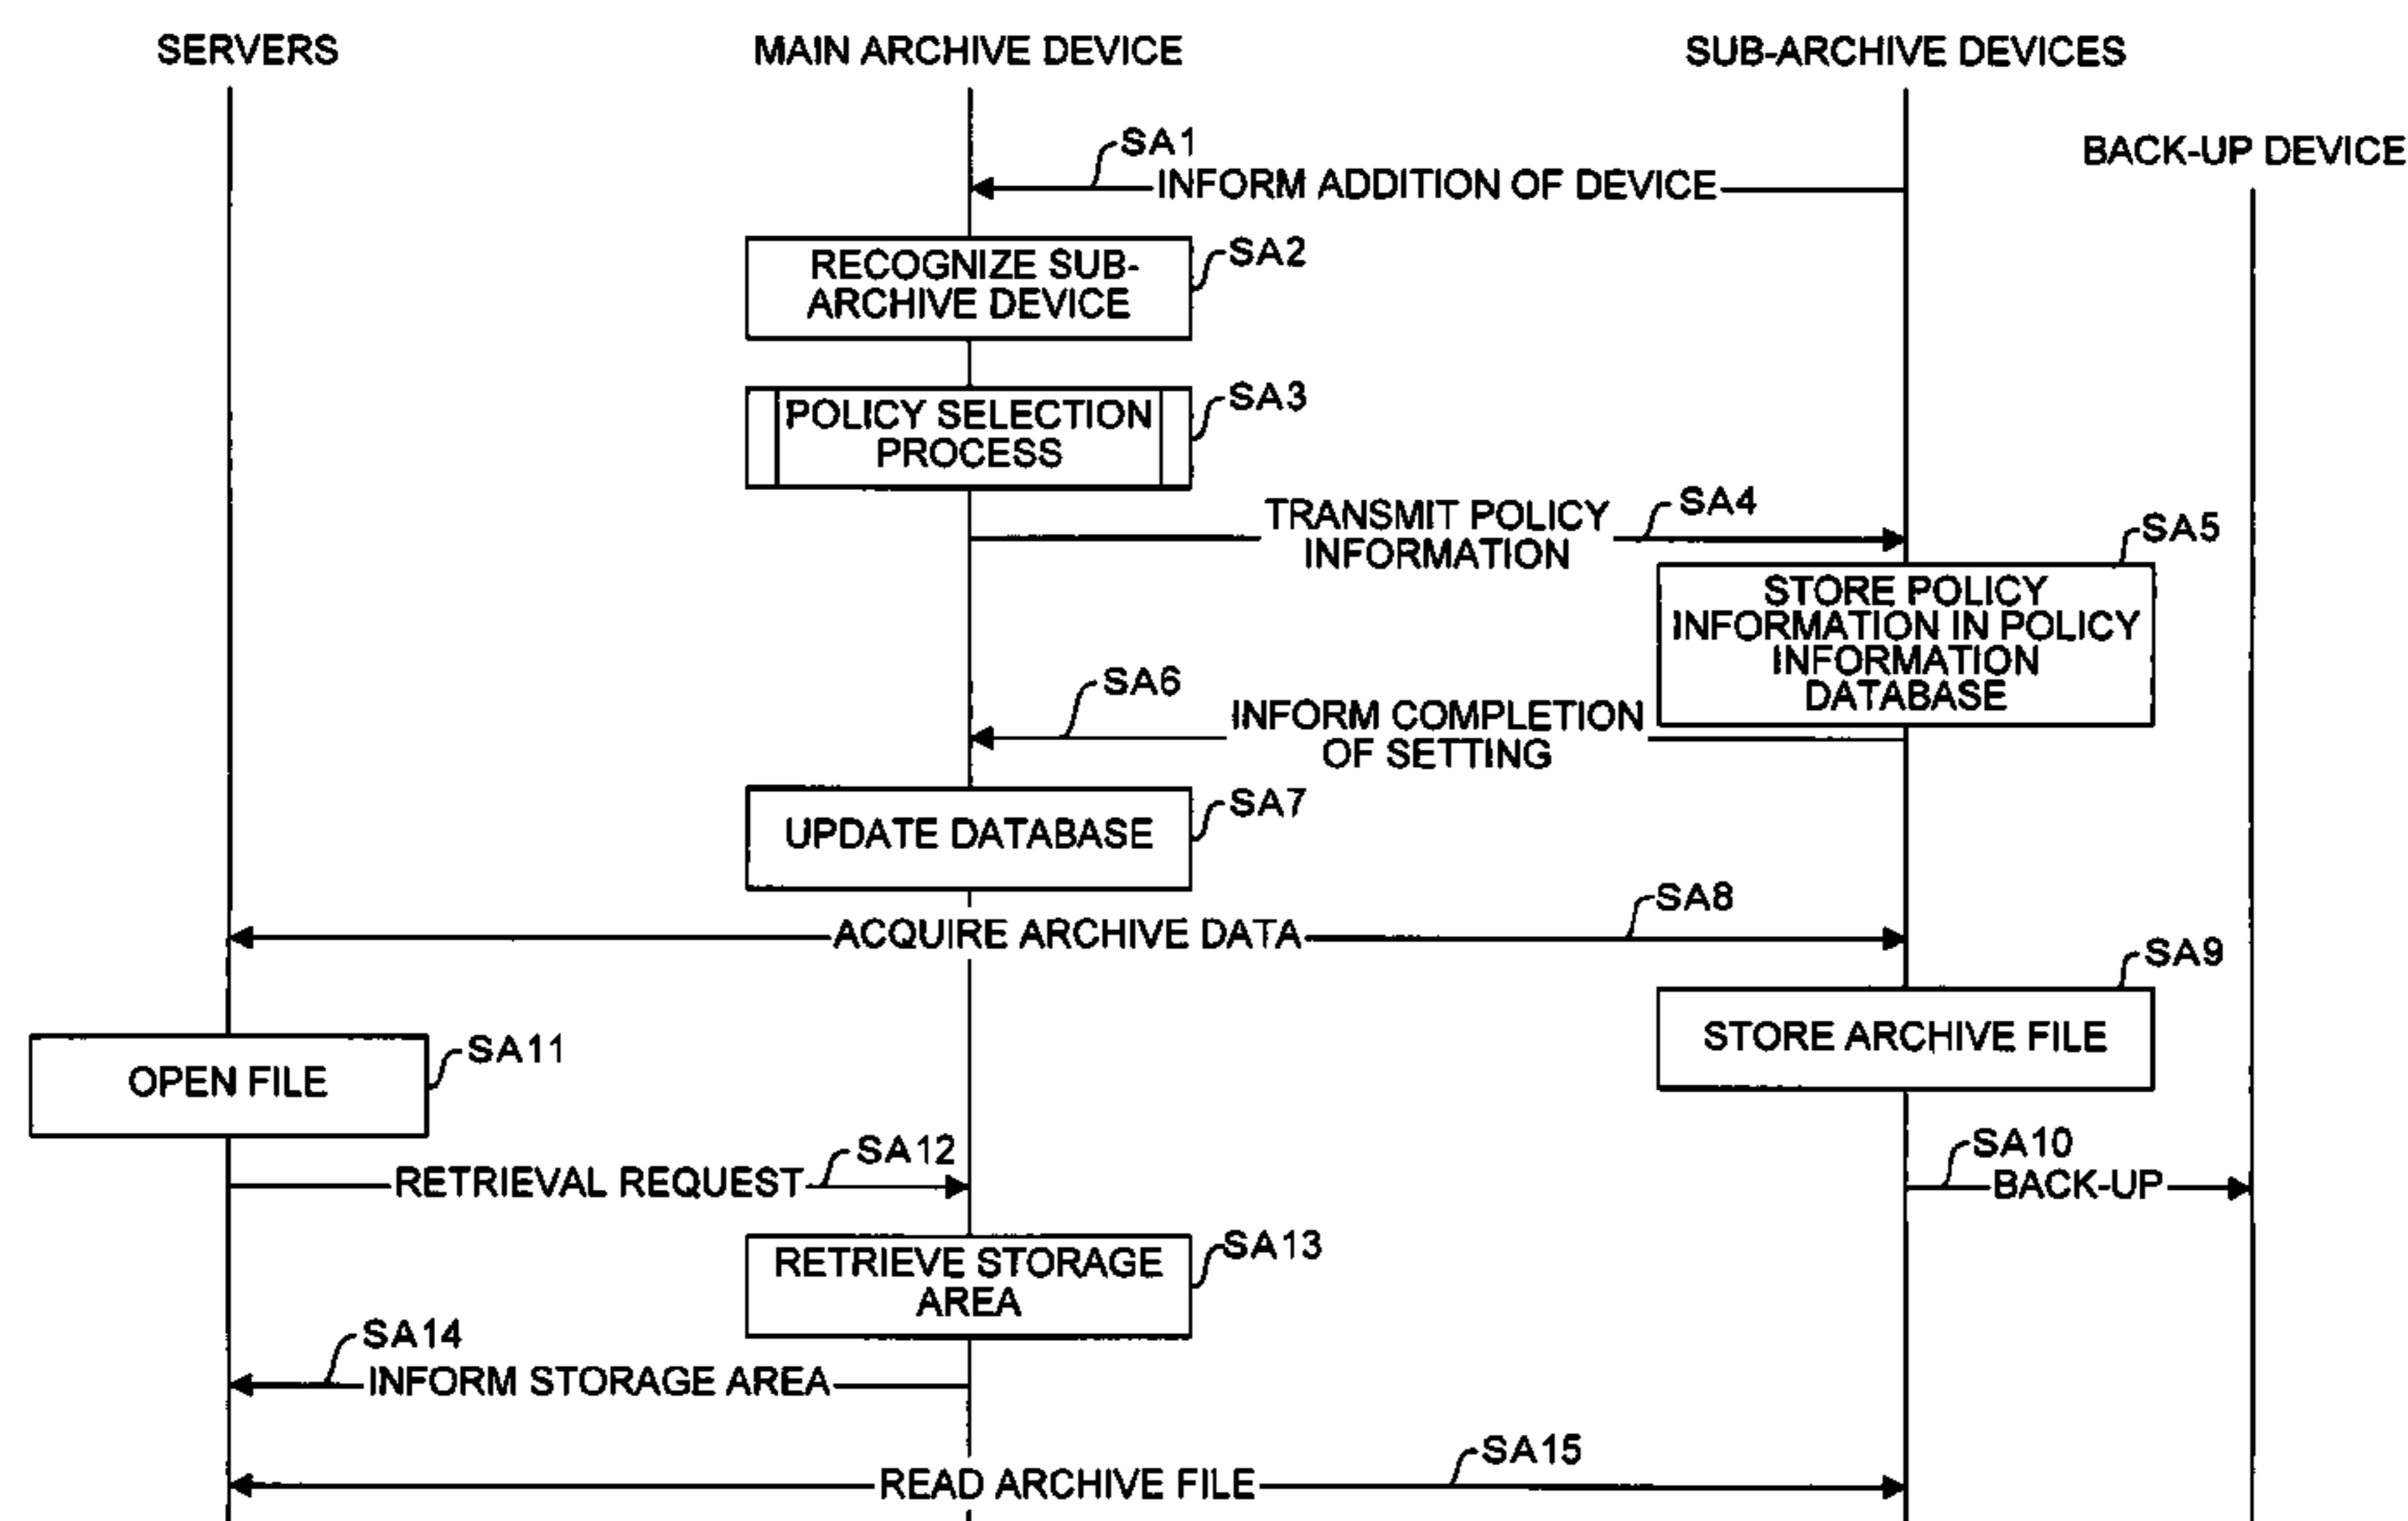 SERVERS
MAIN ARCHIVE DEVICE
SUB-ARCHIVE DEVICES
BACK-UP DEVICE
SA1
INFORM ADDITION OF DEVICE
RECOGNIZE SUB-
ARCHIVE DEVICE
SA2
POLICY SELECTION
PROCESS
SA3
TRANSMIT POLICY
INFORMATION
SA4
SA5
STORE POLICY
INFORMATION IN POLICY
INFORMATION
DATABASE
SA6
INFORM COMPLETION
OF SETTING
UPDATE DATABASE
SA7
SA8
ACQUIRE ARCHIVE DATA
SA9
STORE ARCHIVE FILE
OPEN FILE
SA11
SA10
BACK-UP
SA12
RETRIEVAL REQUEST
RETRIEVE STORAGE
AREA
SA13
SA14
INFORM STORAGE AREA
SA15
READ ARCHIVE FILE